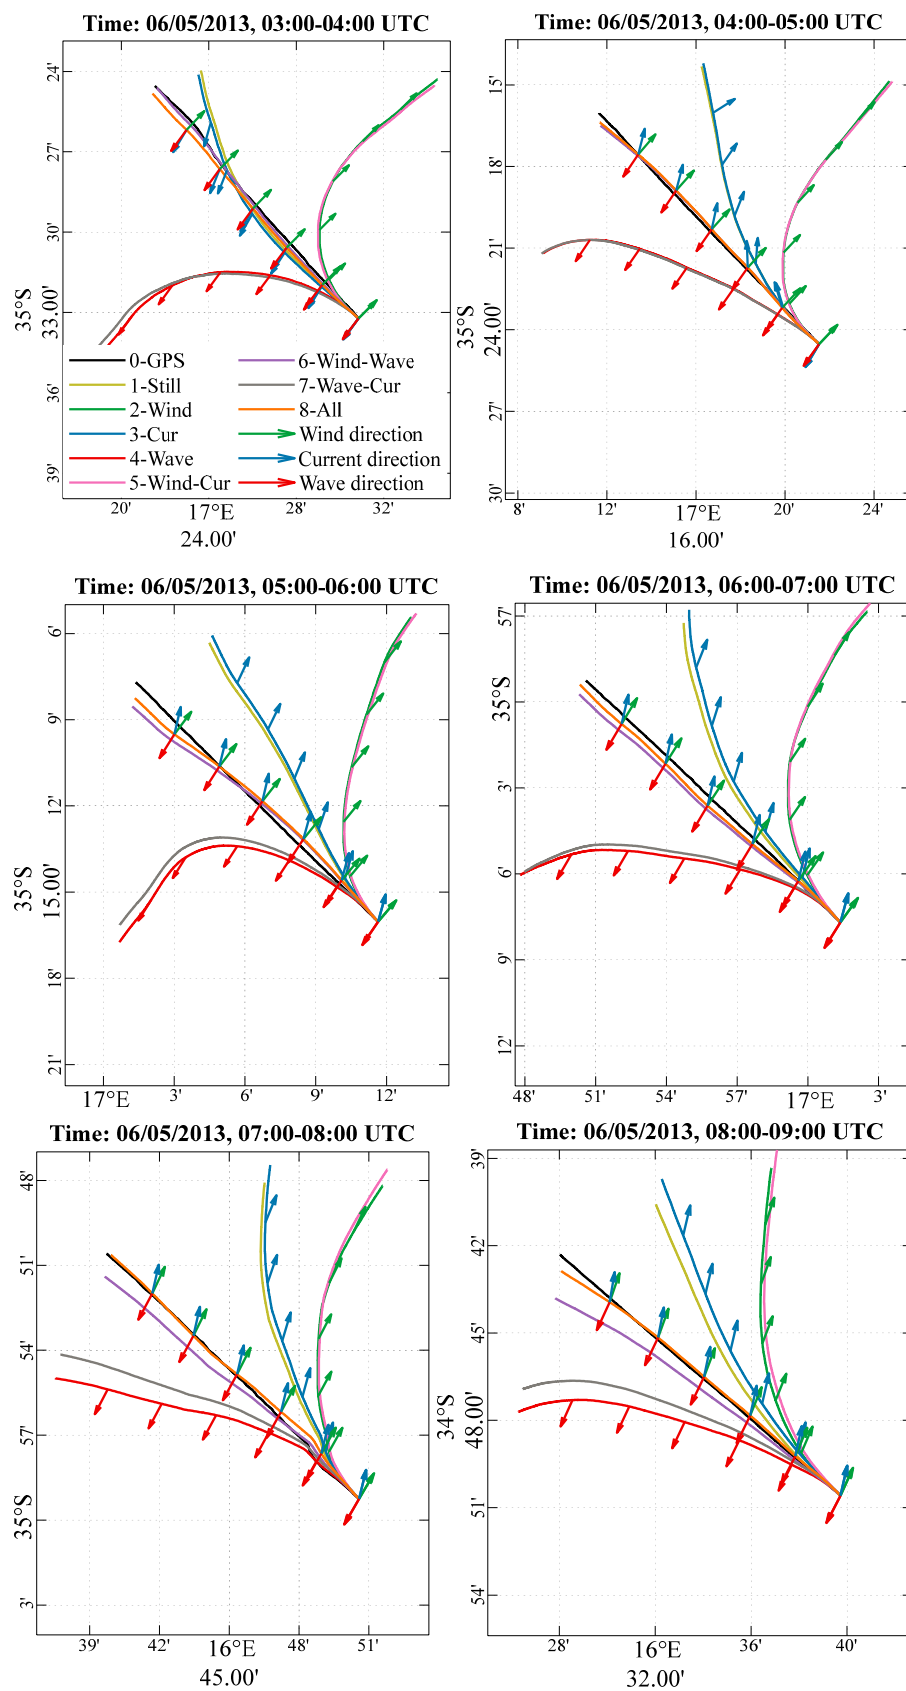 Time: 06/05/2013, 03:00-04:00 UTC
24'
27'
30'
35°S
33.00'
36'
39'
0-GPS
1-Still
2-Wind
3-Cur
4-Wave
5-Wind-Cur
6-Wind-Wave
7-Wave-Cur
8-All
Wind direction
Current direction
Wave direction
20'
17°E
24.00'
28'
32'
Time: 06/05/2013, 04:00-05:00 UTC
15'
18'
21'
35°S
24.00'
27'
30'
8'
12'
17°E
16.00'
20'
24'
Time: 06/05/2013, 05:00-06:00 UTC
6'
9'
12'
35°S
15.00'
18'
21'
17°E
3'
6'
9'
12'
Time: 06/05/2013, 06:00-07:00 UTC
57'
35°S
3'
6'
9'
12'
48'
51'
54'
57'
17°E
3'
Time: 06/05/2013, 07:00-08:00 UTC
48'
51'
54'
57'
35°S
3'
39'
42'
16°E
45.00'
48'
51'
Time: 06/05/2013, 08:00-09:00 UTC
39'
42'
45'
34°S
48.00'
51'
54'
28'
16°E
32.00'
36'
40'